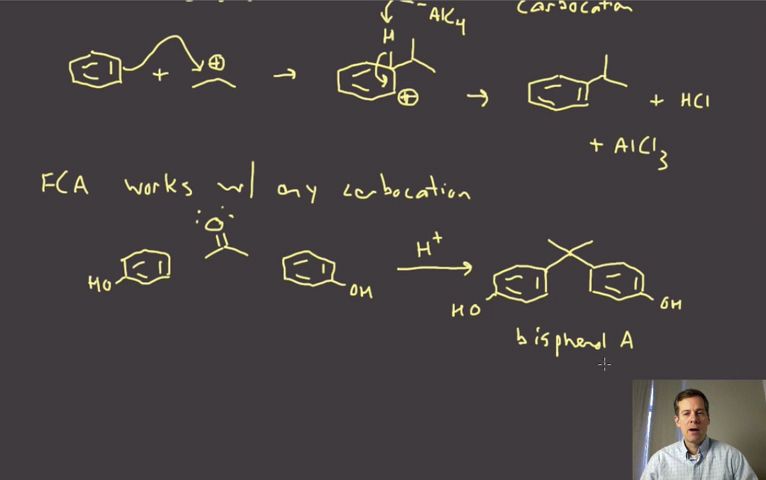 ⁻AlCl₄ carbocation
H
+ ⊕ → ⊕ → + HCl
+ AlCl₃
FCA works w/ any carbocation
:O:
HO OH H⁺ HO OH
bisphenol A